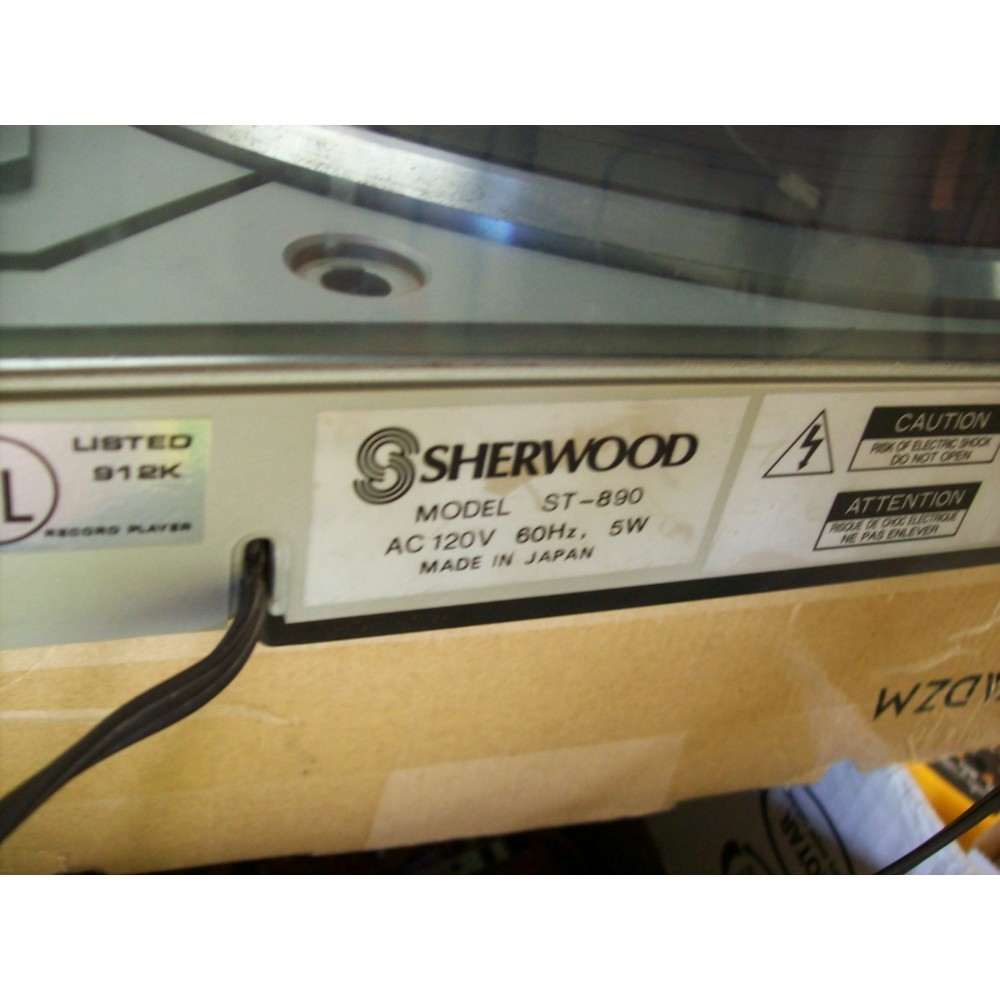 L
LISTED
912K
RECORD PLAYER
SHERWOOD
MODEL ST-890
AC 120V 60Hz, 5W
MADE IN JAPAN
CAUTION
RISK OF ELECTRIC SHOCK
DO NOT OPEN
ATTENTION
RISQUE DE CHOC ELECTRIQUE
NE PAS ENLEVER